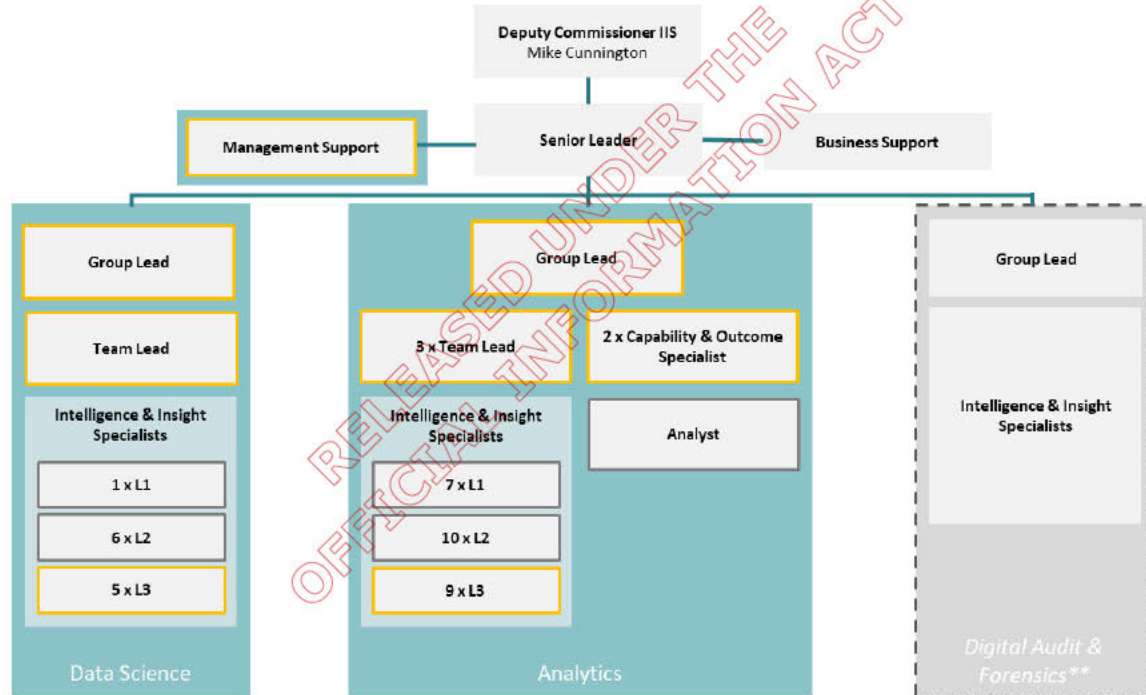 Deputy Commissioner IIS
Mike Cunnington
Management Support
Senior Leader
Business Support
Group Lead
Team Lead
Intelligence & Insight
Specialists
1 x L1
6 x L2
5 x L3
Data Science
Group Lead
3 x Team Lead
2 x Capability & Outcome
Specialist
Intelligence & Insight
Specialists
7 x L1
10 x L2
9 x L3
Analyst
Analytics
Group Lead
Intelligence & Insight
Specialists
Digital Audit &
Forensics**
RELEASED UNDER THE
OFFICIAL INFORMATION ACT